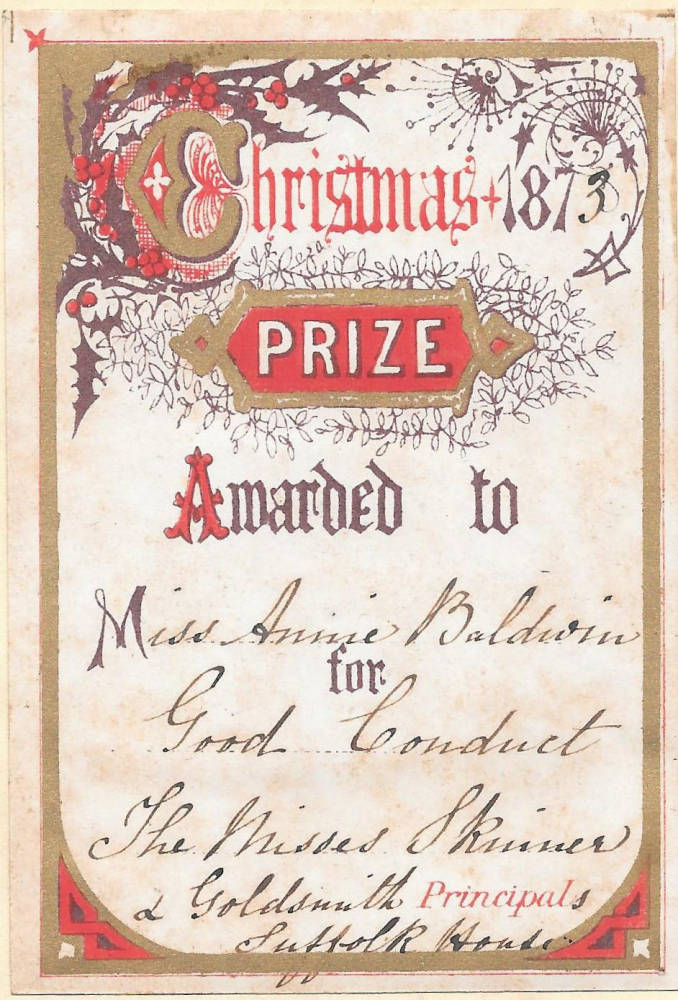 Christmas 1873
PRIZE
Awarded to
Miss Annie Baldwin
for
Good Conduct
The Misses Skinner
& Goldsmith Principals
Suffolk House